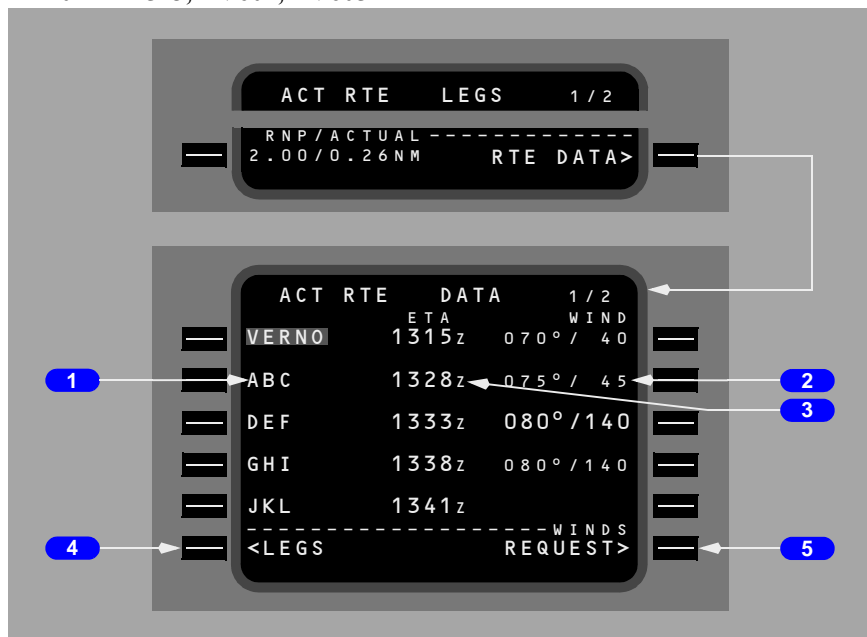 ACT RTE LEGS 1/2
RNP/ACTUAL--------------
2.00/0.26NM RTE DATA>
ACT RTE DATA 1/2
ETA WIND
VERNO 1315z 070°/ 40
1 ABC 1328z 075°/ 45 2
3
DEF 1333z 080°/140
GHI 1338z 080°/140
JKL 1341z
-------------------WINDS
4 <LEGS REQUEST> 5